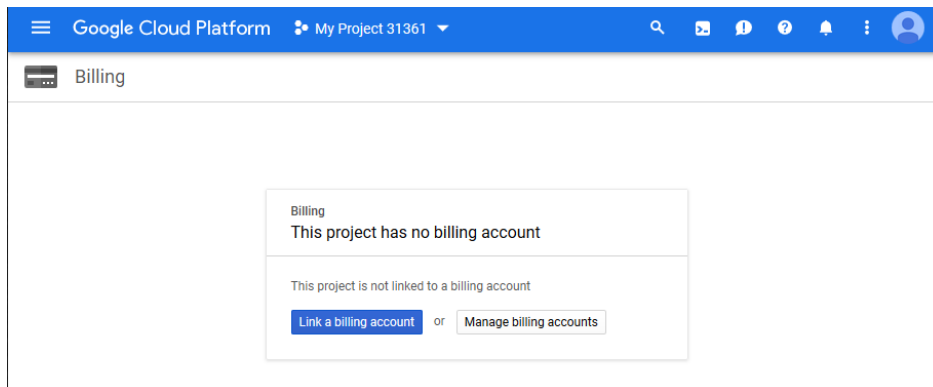 Google Cloud Platform My Project 31361
Billing
Billing
This project has no billing account
This project is not linked to a billing account
Link a billing account or Manage billing accounts